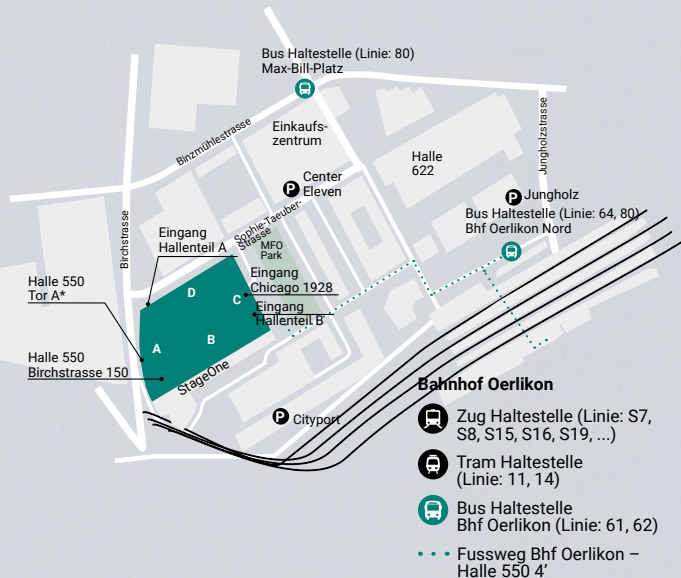 Bus Haltestelle (Linie: 80)
Max-Bill-Platz
Binzmühlestrasse
Einkaufs-
zentrum
Halle
622
Jungholzstrasse
P
Center
Eleven
P
Jungholz
Bus Haltestelle (Linie: 64, 80)
Bhf Oerlikon Nord
Birchstrasse
Sophie-Taeuber-
Strasse
MFO
Park
Eingang
Hallenteil A
Eingang
Chicago 1928
Eingang
Hallenteil B
Halle 550
Tor A*
D
C
A
B
Halle 550
Birchstrasse 150
StageOne
P
Cityport
Bahnhof Oerlikon
Zug Haltestelle (Linie: S7,
S8, S15, S16, S19, ...)
Tram Haltestelle
(Linie: 11, 14)
Bus Haltestelle
Bhf Oerlikon (Linie: 61, 62)
Fussweg Bhf Oerlikon –
Halle 550 4’